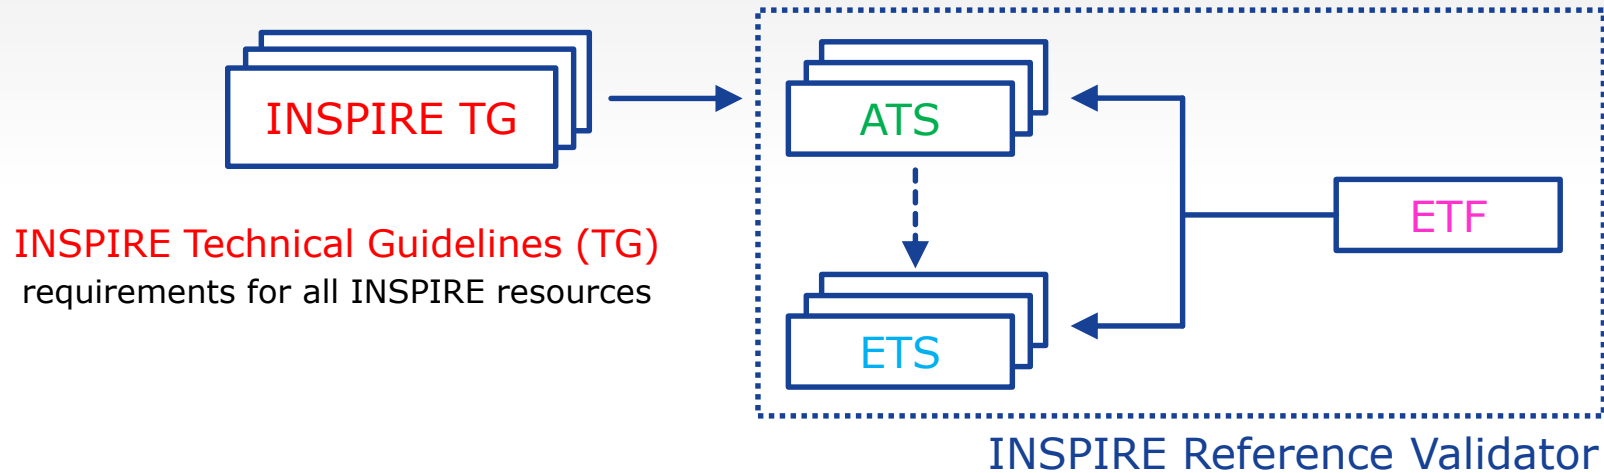 INSPIRE TG
ATS
ETF
INSPIRE Technical Guidelines (TG)
requirements for all INSPIRE resources
ETS
INSPIRE Reference Validator